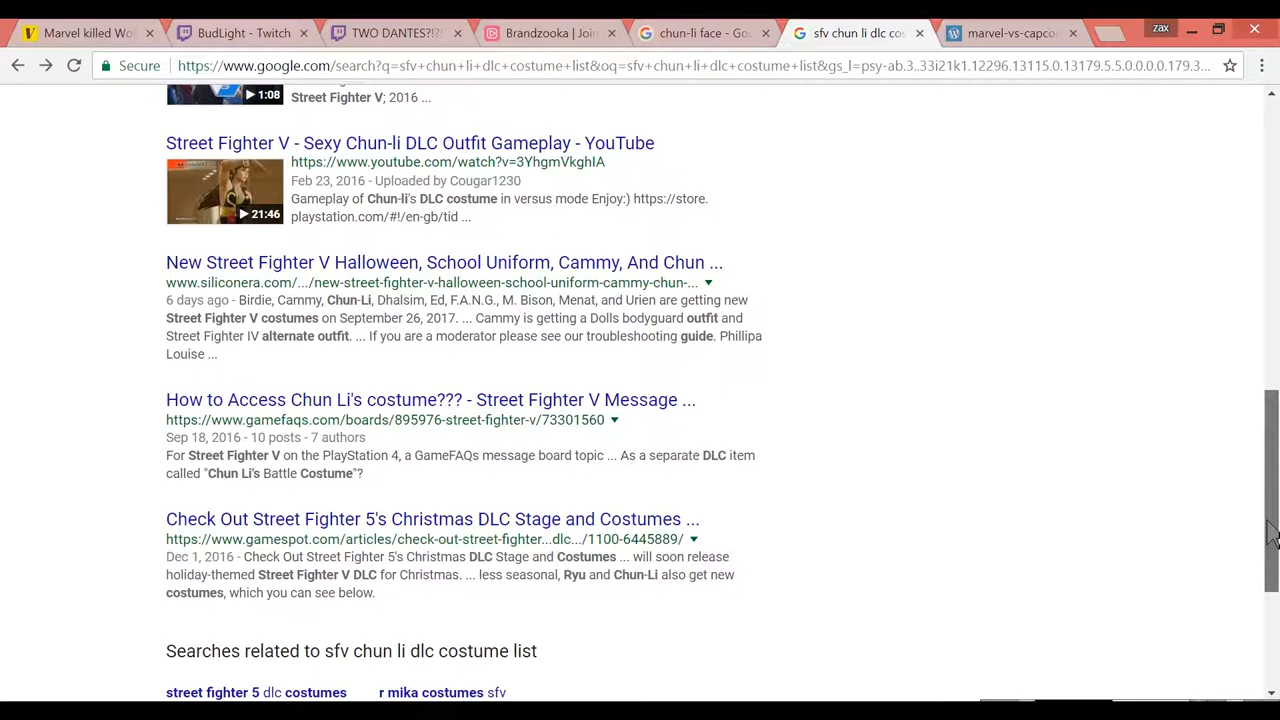 Marvel killed Wo
BudLight - Twitch
TWO DANTES?!?!
Brandzooka | Join
chun-li face - Goo
sfv chun li dlc cos
marvel-vs-capco
zax
Secure
https://www.google.com/search?q=sfv+chun+li+dlc+costume+list&oq=sfv+chun+li+dlc+costume+list&gs_l=psy-ab.3..33i21k1.12296.13115.0.13179.5.5.0.0.0.0.179.3...
1:08
Street Fighter V; 2016 ...
Street Fighter V - Sexy Chun-li DLC Outfit Gameplay - YouTube
https://www.youtube.com/watch?v=3YhgmVkghIA
Feb 23, 2016 - Uploaded by Cougar1230
Gameplay of Chun-li's DLC costume in versus mode Enjoy:) https://store.
playstation.com/#!/en-gb/tid ...
21:46
New Street Fighter V Halloween, School Uniform, Cammy, And Chun ...
www.siliconera.com/.../new-street-fighter-v-halloween-school-uniform-cammy-chun-...
6 days ago - Birdie, Cammy, Chun-Li, Dhalsim, Ed, F.A.N.G., M. Bison, Menat, and Urien are getting new
Street Fighter V costumes on September 26, 2017. ... Cammy is getting a Dolls bodyguard outfit and
Street Fighter IV alternate outfit. ... If you are a moderator please see our troubleshooting guide. Phillipa
Louise ...
How to Access Chun Li's costume??? - Street Fighter V Message ...
https://www.gamefaqs.com/boards/895976-street-fighter-v/73301560
Sep 18, 2016 - 10 posts - 7 authors
For Street Fighter V on the PlayStation 4, a GameFAQs message board topic ... As a separate DLC item
called "Chun Li's Battle Costume"?
Check Out Street Fighter 5's Christmas DLC Stage and Costumes ...
https://www.gamespot.com/articles/check-out-street-fighter...dlc.../1100-6445889/
Dec 1, 2016 - Check Out Street Fighter 5's Christmas DLC Stage and Costumes ... will soon release
holiday-themed Street Fighter V DLC for Christmas. ... less seasonal, Ryu and Chun-Li also get new
costumes, which you can see below.
Searches related to sfv chun li dlc costume list
street fighter 5 dlc costumes
r mika costumes sfv